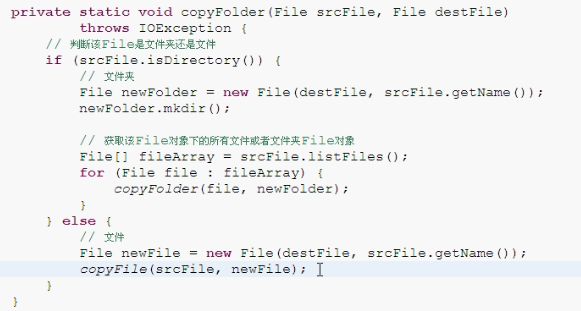 private static void copyFolder(File srcFile, File destFile)
        throws IOException {
    // 判断该File是文件夹还是文件
    if (srcFile.isDirectory()) {
        // 文件夹
        File newFolder = new File(destFile, srcFile.getName());
        newFolder.mkdir();

        // 获取该File对象下的所有文件或者文件夹File对象
        File[] fileArray = srcFile.listFiles();
        for (File file : fileArray) {
            copyFolder(file, newFolder);
        }
    } else {
        // 文件
        File newFile = new File(destFile, srcFile.getName());
        copyFile(srcFile, newFile);
    }
}